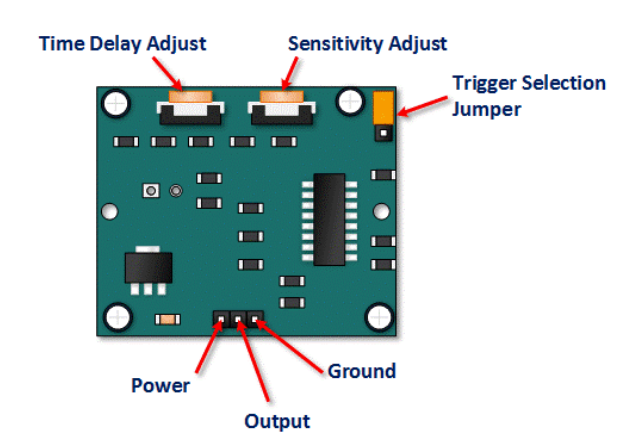 Time Delay Adjust
Sensitivity Adjust
Trigger Selection
Jumper
Power
Ground
Output